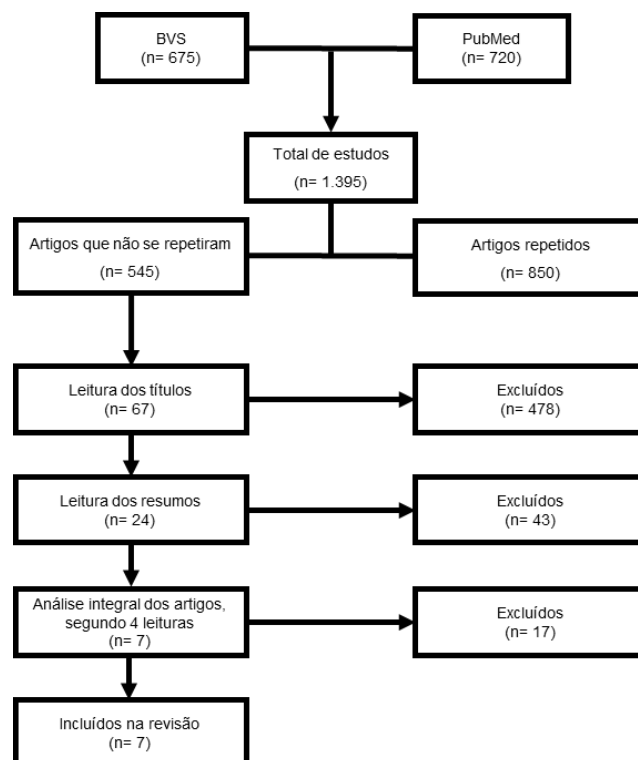 BVS
(n= 675)
PubMed
(n= 720)
Total de estudos
(n= 1.395)
Artigos que não se repetiram
(n= 545)
Artigos repetidos
(n= 850)
Leitura dos títulos
(n= 67)
Excluídos
(n= 478)
Leitura dos resumos
(n= 24)
Excluídos
(n= 43)
Análise integral dos artigos,
segundo 4 leituras
(n= 7)
Excluídos
(n= 17)
Incluídos na revisão
(n= 7)